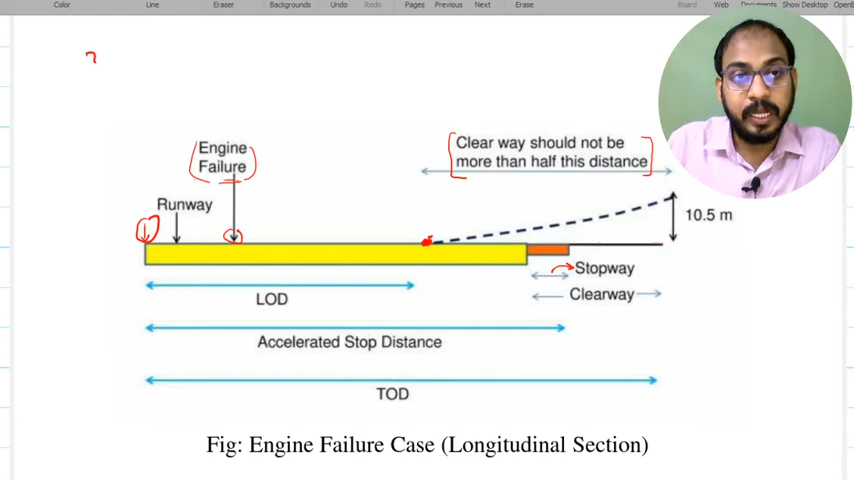 Color Line Eraser Backgrounds Undo Redo Pages Previous Next Erase Board Web Documents Show Desktop
Engine
Failure
Clear way should not be
more than half this distance
Runway
10.5 m
Stopway
Clearway
LOD
Accelerated Stop Distance
TOD
Fig: Engine Failure Case (Longitudinal Section)